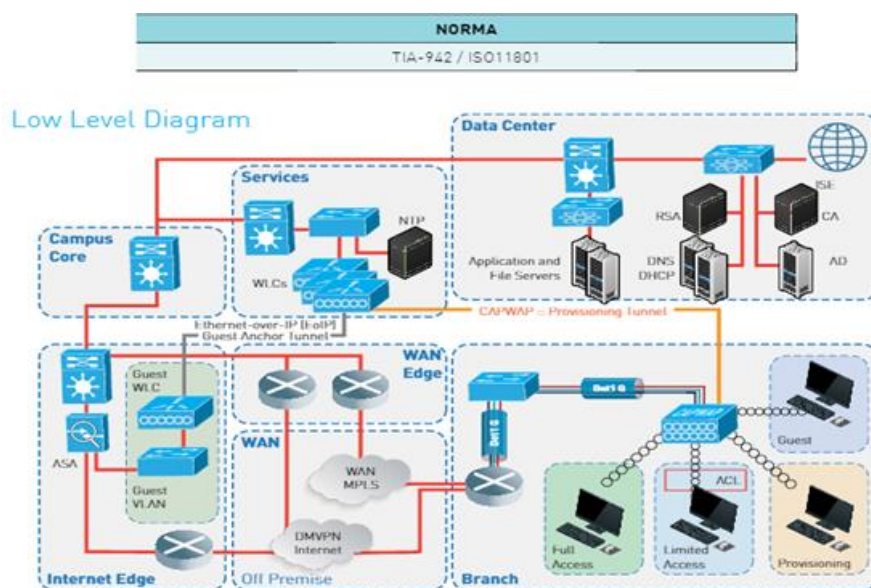 NORMA
TIA-942 / ISO11801
Low Level Diagram
Data Center
Services
ISE
NTP
RSA
CA
Campus
Core
WLCs
Application and
File Servers
DNS
DHCP
AD
Ethernet-over-IP [EoIP]
Guest Anchor Tunnel
CAPWAP :: Provisioning Tunnel
Guest
WLC
WAN
Edge
Dot1 Q
Dot1 Q
CAPWAP
ASA
WAN
Guest
ACL
WAN
MPLS
Guest
VLAN
DMVPN
Internet
Full
Access
Limited
Access
Provisioning
Internet Edge
Off Premise
Branch